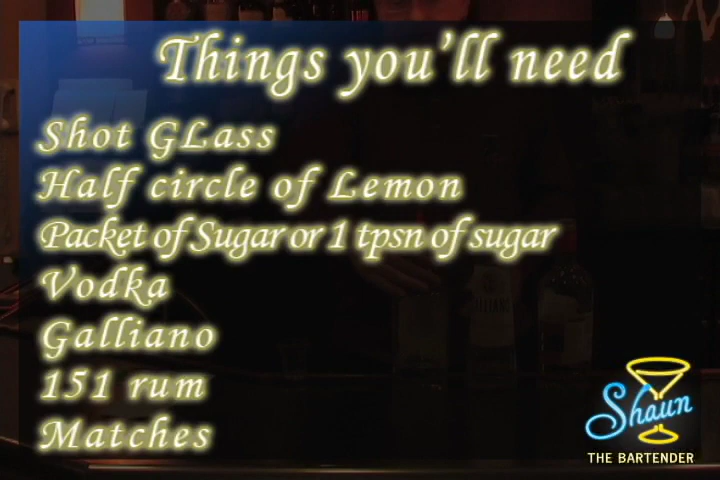 Things you'll need
Shot GLass
Half circle of Lemon
Packet of Sugar or 1 tpsn of sugar
Vodka
Galliano
151 rum
Matches
Shaun
THE BARTENDER